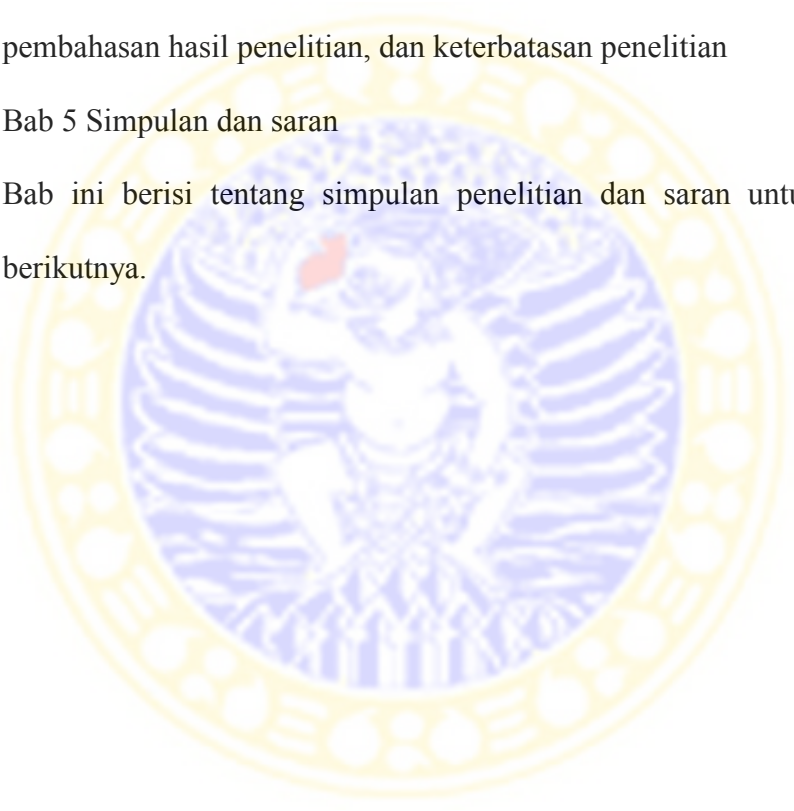 pembahasan hasil penelitian, dan keterbatasan penelitian
Bab 5 Simpulan dan saran
Bab ini berisi tentang simpulan penelitian dan saran
berikutnya.